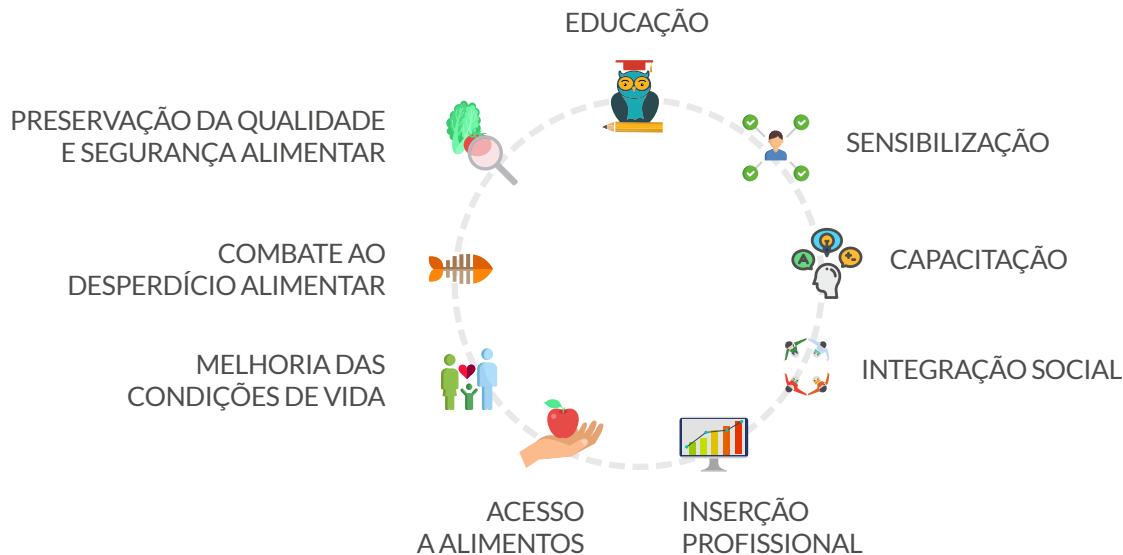 EDUCAÇÃO
PRESERVAÇÃO DA QUALIDADE
E SEGURANÇA ALIMENTAR
SENSIBILIZAÇÃO
COMBATE AO
DESPERDÍCIO ALIMENTAR
CAPACITAÇÃO
MELHORIA DAS
CONDIÇÕES DE VIDA
INTEGRAÇÃO SOCIAL
ACESSO
A ALIMENTOS
INSERÇÃO
PROFISSIONAL
A